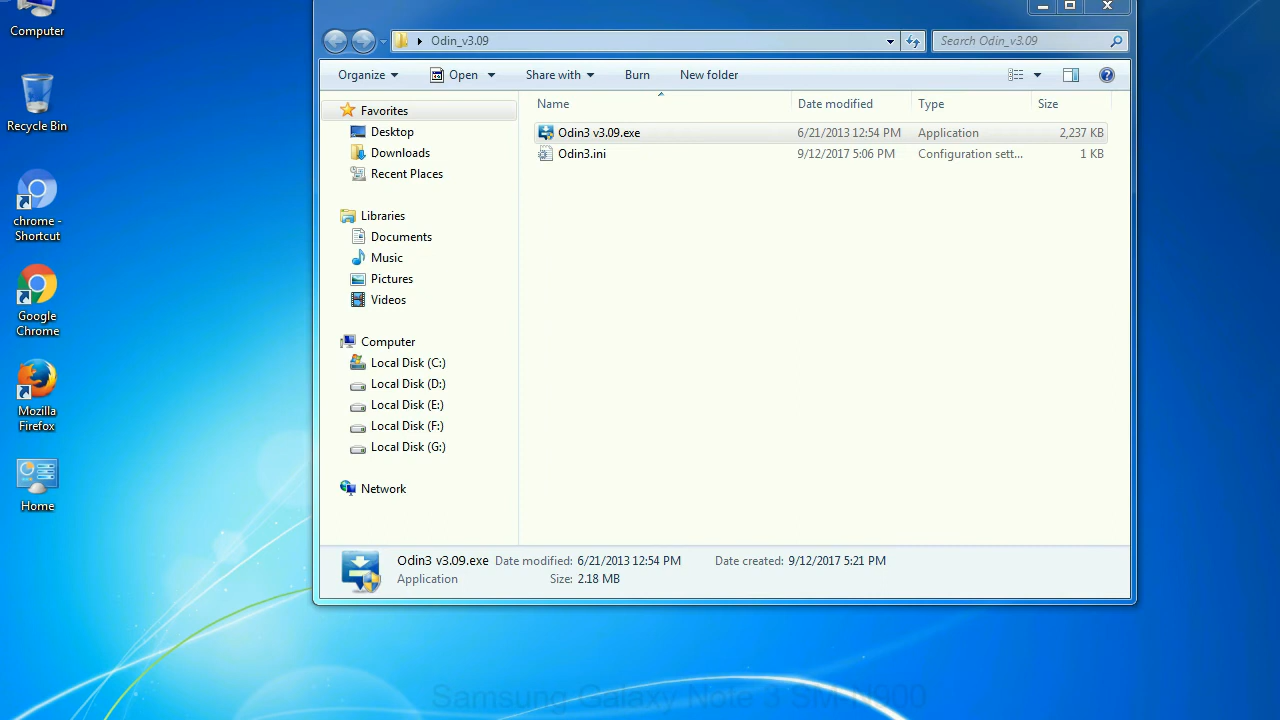 Computer
Recycle Bin
chrome -
Shortcut
Google
Chrome
Mozilla
Firefox
Home
Odin_v3.09
Search Odin_v3.09
Organize
Open
Share with
Burn
New folder
Favorites
Desktop
Downloads
Recent Places
Libraries
Documents
Music
Pictures
Videos
Computer
Local Disk (C:)
Local Disk (D:)
Local Disk (E:)
Local Disk (F:)
Local Disk (G:)
Network
Name Date modified Type Size
Odin3 v3.09.exe 6/21/2013 12:54 PM Application 2,237 KB
Odin3.ini 9/12/2017 5:06 PM Configuration sett... 1 KB
Odin3 v3.09.exe Date modified: 6/21/2013 12:54 PM Date created: 9/12/2017 5:21 PM
Application Size: 2.18 MB
Samsung Galaxy Note 3 SM-N900